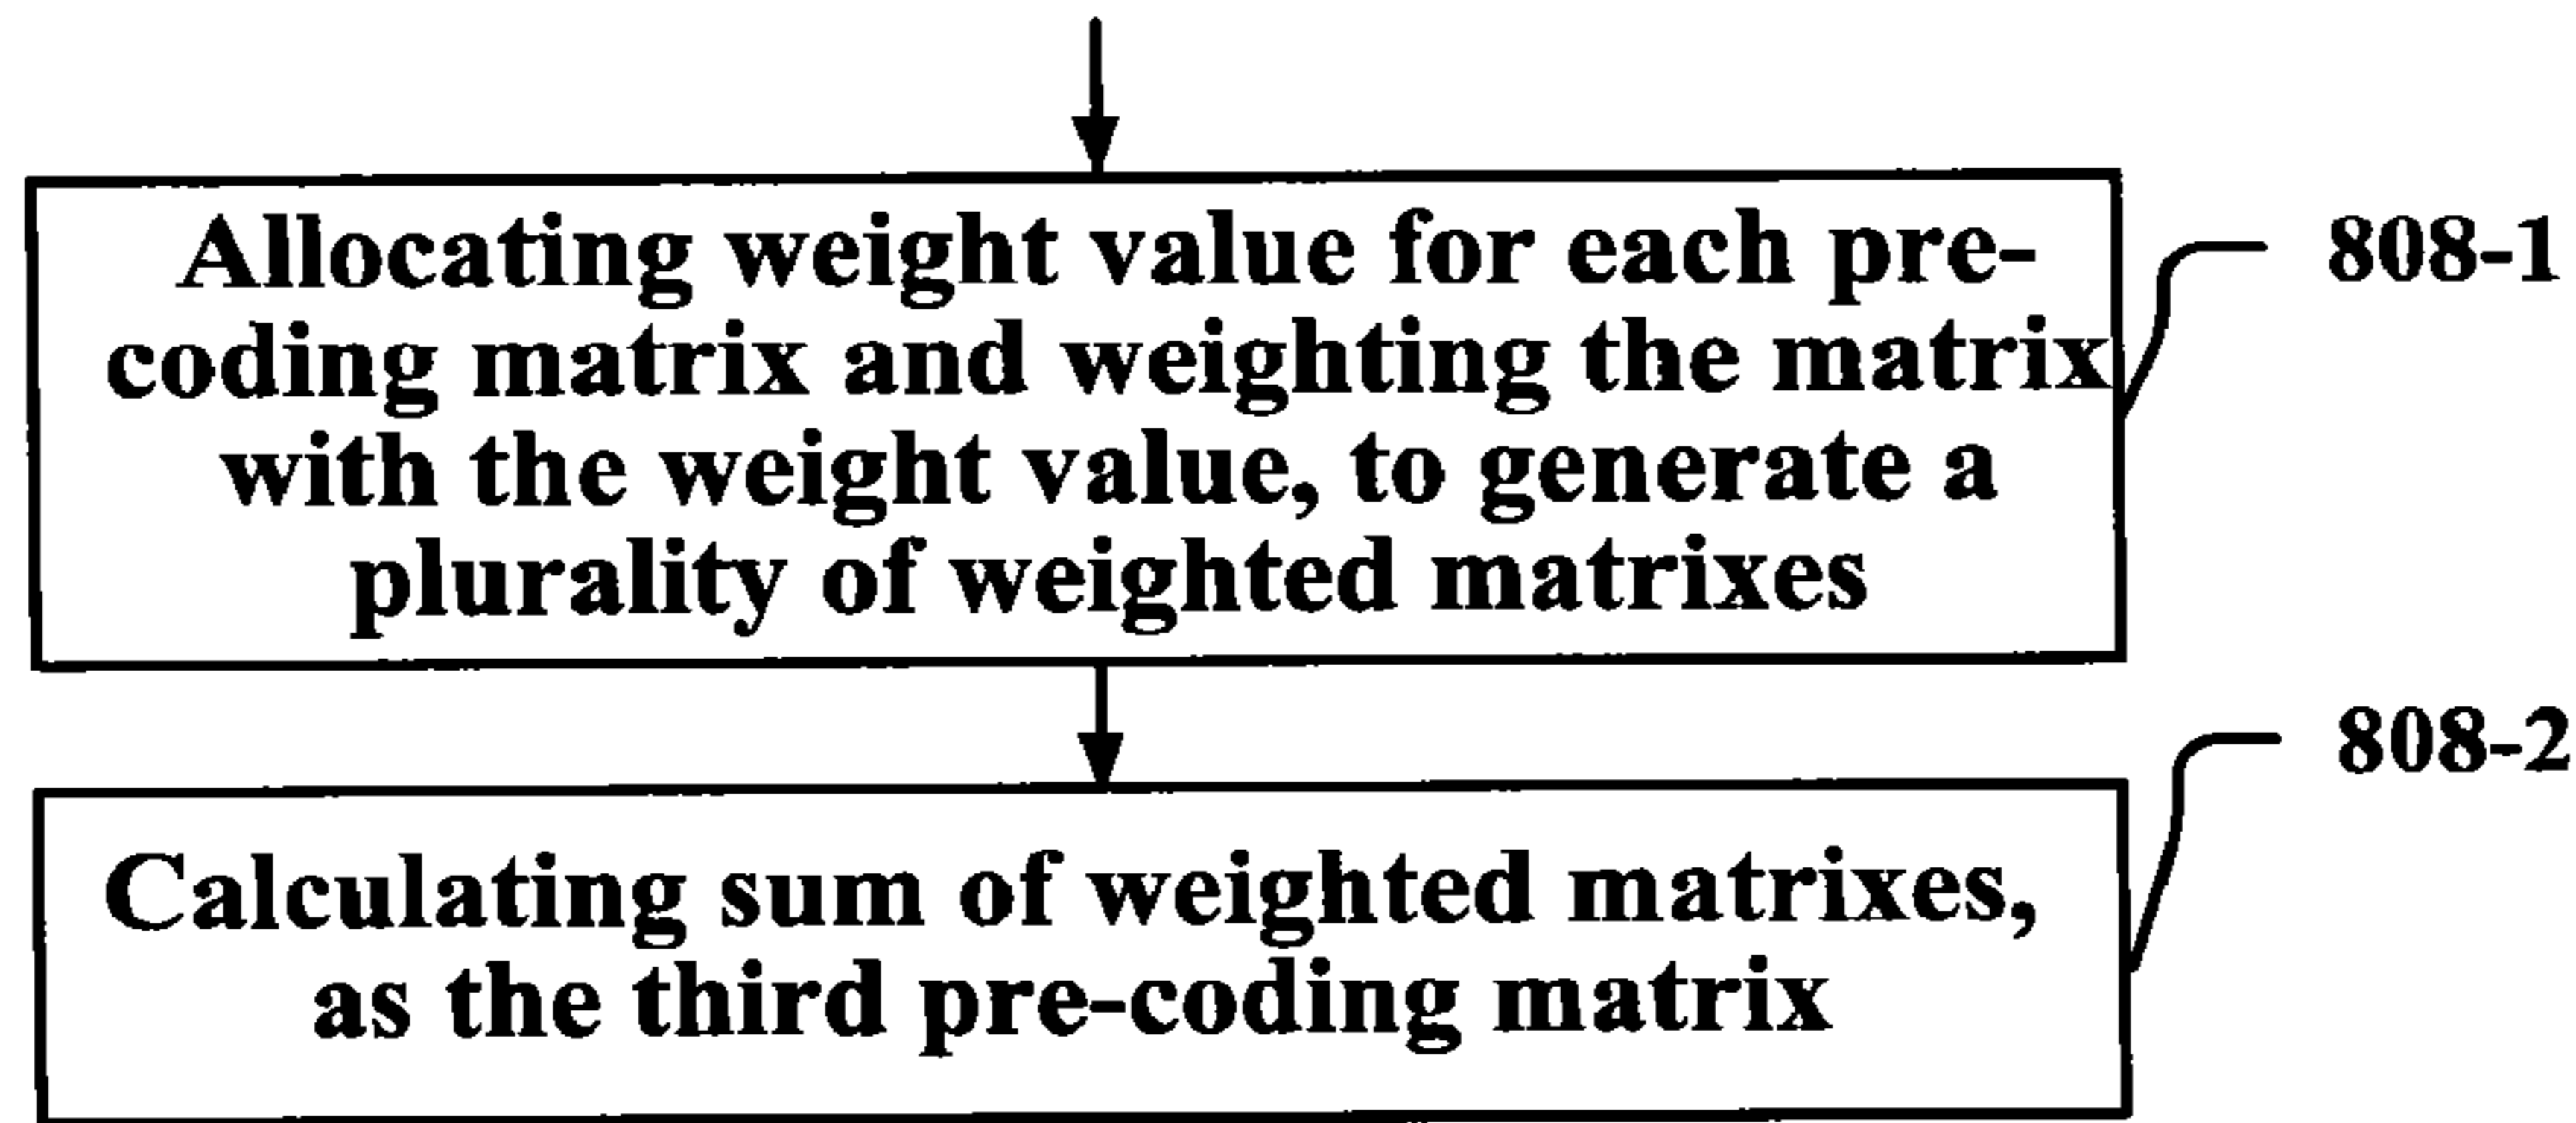 Allocating weight value for each pre-
coding matrix and weighting the matrix
with the weight value, to generate a
plurality of weighted matrixes
808-1
808-2
Calculating sum of weighted matrixes,
as the third pre-coding matrix